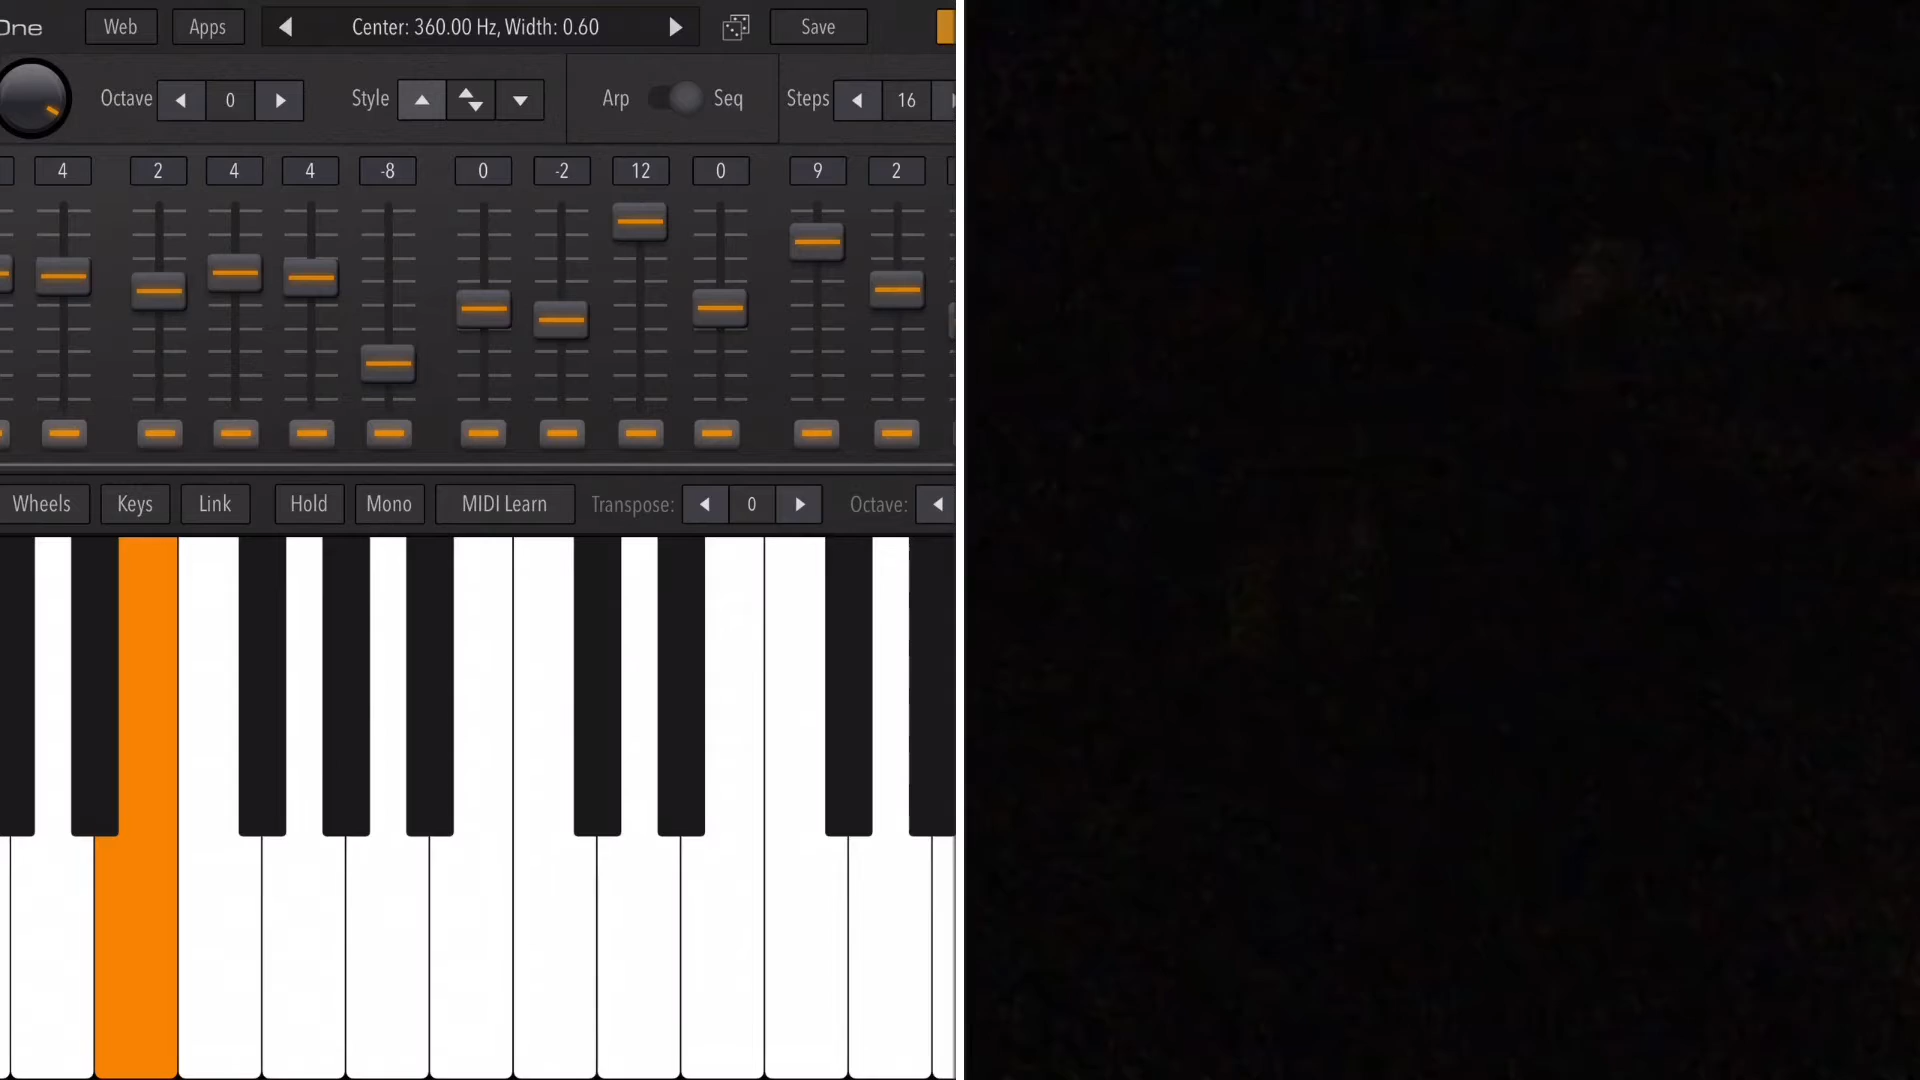 One Web Apps Center: 360.00 Hz, Width: 0.60 Save
Octave 0 Style Arp Seq Steps 16
4 2 4 4 -8 0 -2 12 0 9 2
Wheels Keys Link Hold Mono MIDI Learn Transpose: 0 Octave: